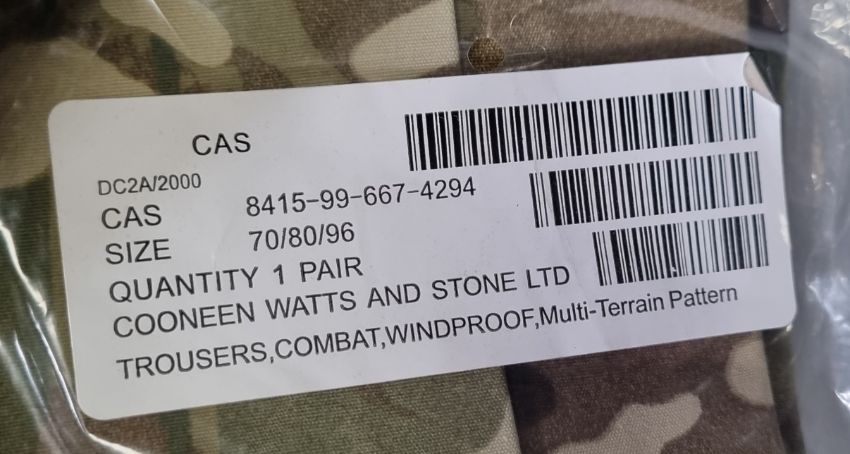 CAS
DC2A/2000
CAS 8415-99-667-4294
SIZE 70/80/96
QUANTITY 1 PAIR
COONEEN WATTS AND STONE LTD
TROUSERS,COMBAT,WINDPROOF,Multi-Terrain Pattern